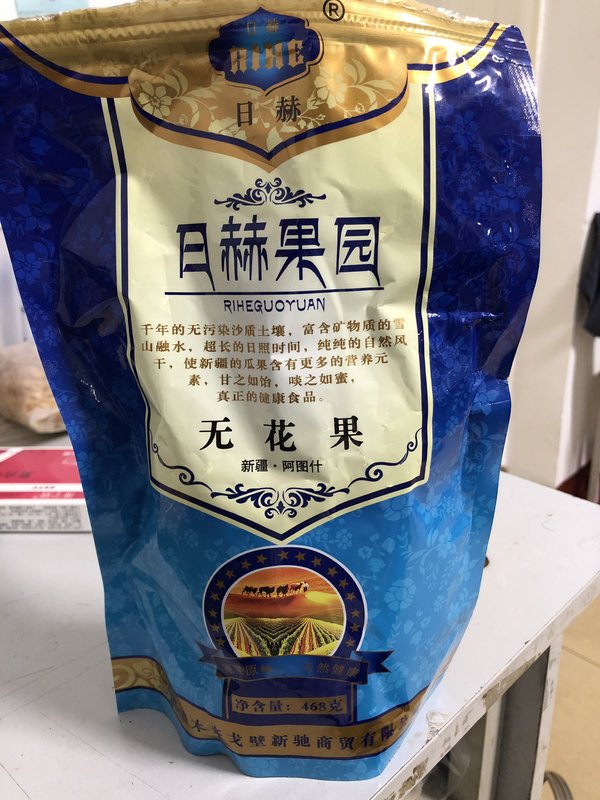 ®
日赫
RIHE
日赫
日赫果园
RIHEGUOYUAN
千年的无污染沙质土壤，富含矿物质的雪
山融水，超长的日照时间，纯纯的自然风
干，使新疆的瓜果含有更多的营养元
素，甘之如饴，啖之如蜜，
真正的健康食品。
无花果
新疆·阿图什
原 然健康
净含量：468克
戈壁新驰商贸有限